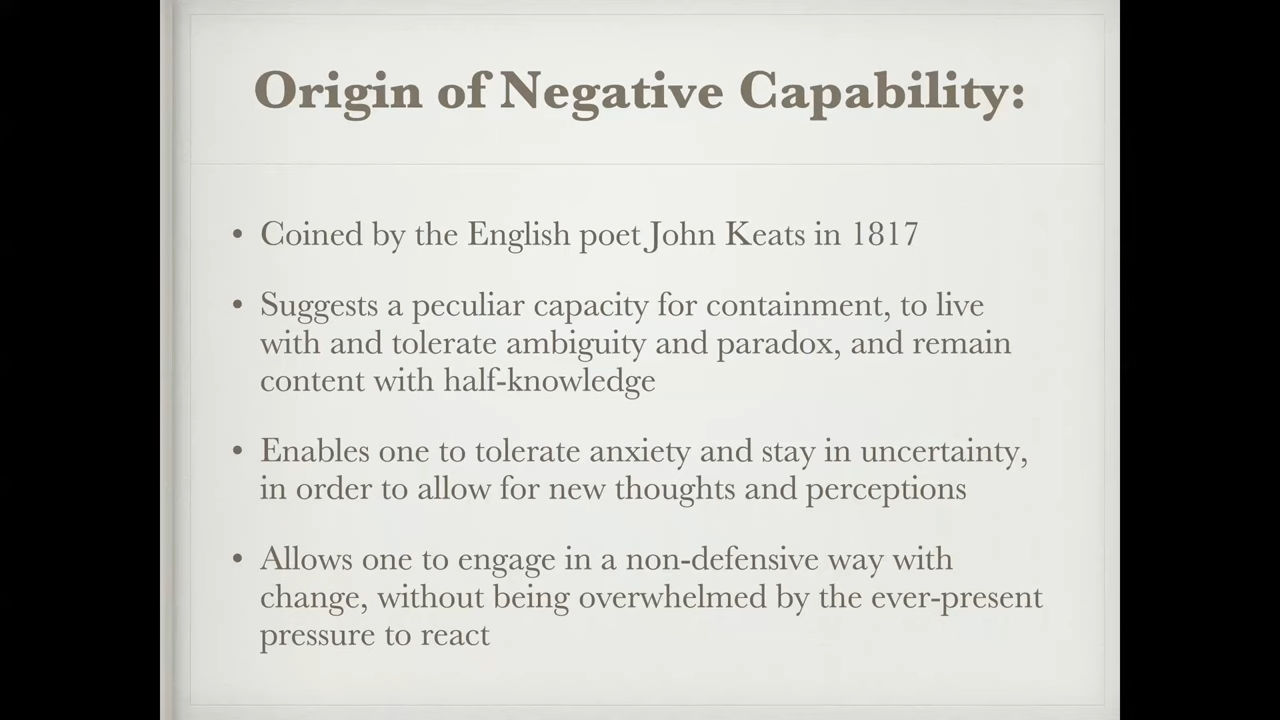 Origin of Negative Capability:
• Coined by the English poet John Keats in 1817
• Suggests a peculiar capacity for containment, to live
with and tolerate ambiguity and paradox, and remain
content with half-knowledge
• Enables one to tolerate anxiety and stay in uncertainty,
in order to allow for new thoughts and perceptions
• Allows one to engage in a non-defensive way with
change, without being overwhelmed by the ever-present
pressure to react